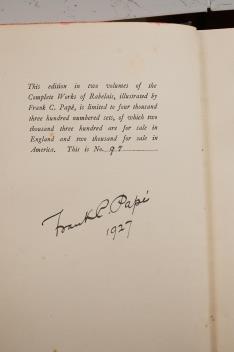 This edition in two volumes of the
Complete Works of Rabelais, illustrated by
Frank C. Papé, is limited to four thousand
three hundred numbered sets, of which two
thousand three hundred are for sale in
England and two thousand for sale in
America. This is No. 97
Frank C. Papé
1927